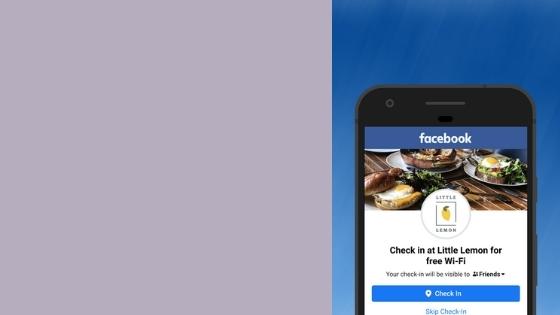 facebook
LITTLE
LEMON
Check in at Little Lemon for
free Wi-Fi
Your check-in will be visible to Friends
Check In
Skip Check-in